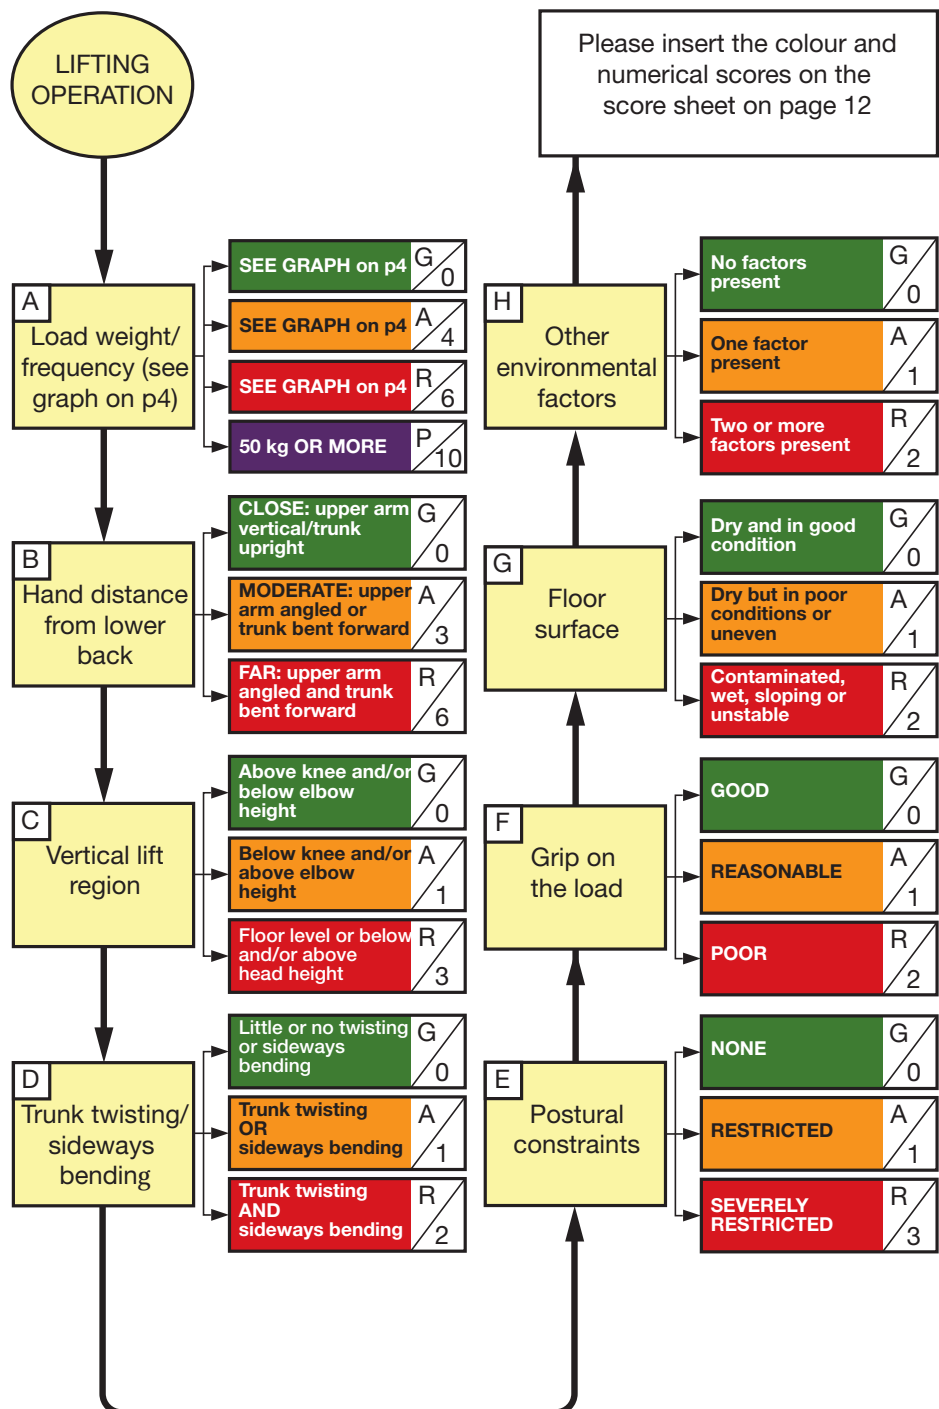 LIFTING
OPERATION
A
Load weight/
frequency (see
graph on p4)
SEE GRAPH on p4
G
0
SEE GRAPH on p4
A
4
SEE GRAPH on p4
R
6
50 kg OR MORE
P
10
B
Hand distance
from lower
back
CLOSE: upper arm
vertical/trunk
upright
G
0
MODERATE: upper
arm angled or
trunk bent forward
A
3
FAR: upper arm
angled and trunk
bent forward
R
6
C
Vertical lift
region
Above knee and/or
below elbow
height
G
0
Below knee and/or
above elbow
height
A
1
Floor level or below
and/or above
head height
R
3
D
Trunk twisting/
sideways
bending
Little or no twisting
or sideways
bending
G
0
Trunk twisting
OR
sideways bending
A
1
Trunk twisting
AND
sideways bending
R
2
E
Postural
constraints
NONE
G
0
RESTRICTED
A
1
SEVERELY
RESTRICTED
R
3
F
Grip on
the load
GOOD
G
0
REASONABLE
A
1
POOR
R
2
G
Floor
surface
Dry and in good
condition
G
0
Dry but in poor
conditions or
uneven
A
1
Contaminated,
wet, sloping or
unstable
R
2
H
Other
environmental
factors
No factors
present
G
0
One factor
present
A
1
Two or more
factors present
R
2
Please insert the colour and
numerical scores on the
score sheet on page 12